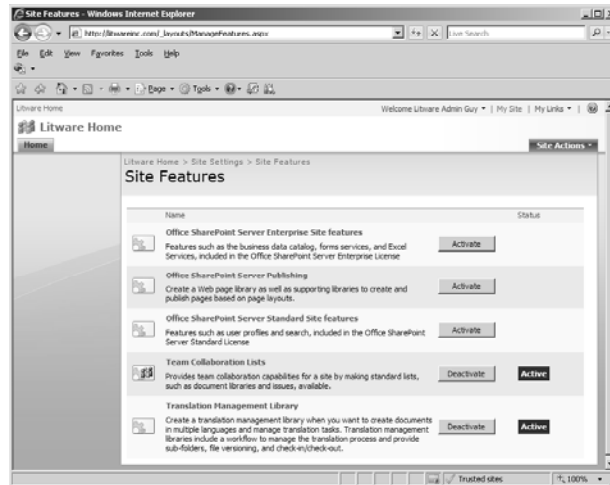 Site Features - Windows Internet Explorer
http://litwareinc.com/_layouts/ManageFeatures.aspx
Live Search
File Edit View Favorites Tools Help
Page Tools
Litware Home
Welcome Litware Admin Guy | My Site | My Links
Litware Home
Home
Site Actions
Litware Home > Site Settings > Site Features
Site Features
Name Status
Office SharePoint Server Enterprise Site features
Features such as the business data catalog, forms services, and Excel
Services, included in the Office SharePoint Server Enterprise License
Activate
Office SharePoint Server Publishing
Create a Web page library as well as supporting libraries to create and
publish pages based on page layouts.
Activate
Office SharePoint Server Standard Site features
Features such as user profiles and search, included in the Office SharePoint
Server Standard License
Activate
Team Collaboration Lists
Provides team collaboration capabilities for a site by making standard lists,
such as document libraries and issues, available.
Deactivate Active
Translation Management Library
Create a translation management library when you want to create documents
in multiple languages and manage translation tasks. Translation management
libraries include a workflow to manage the translation process and provide
sub-folders, file versioning, and check-in/check-out.
Deactivate Active
Trusted sites 100%